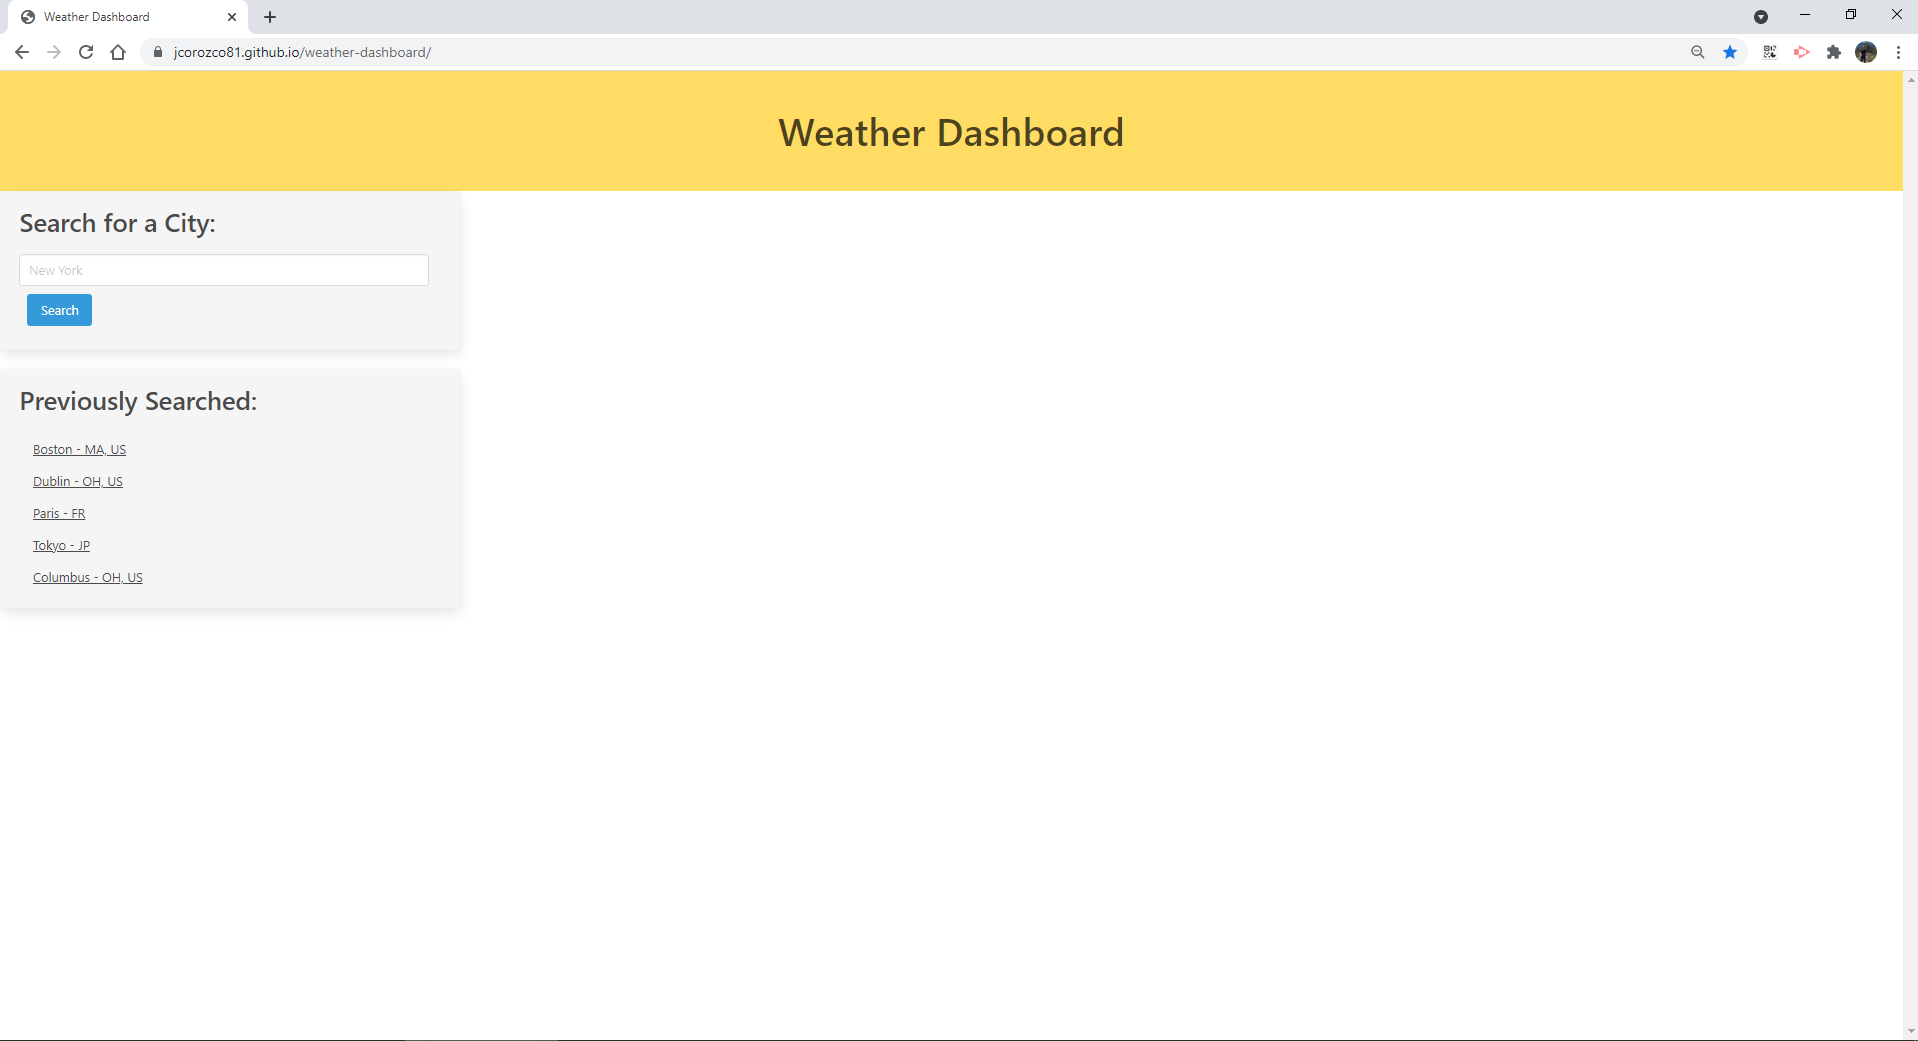 Weather Dashboard
jcorozco81.github.io/weather-dashboard/
Weather Dashboard
Search for a City:
New York
Search
Previously Searched:
Boston - MA, US
Dublin - OH, US
Paris - FR
Tokyo - JP
Columbus - OH, US